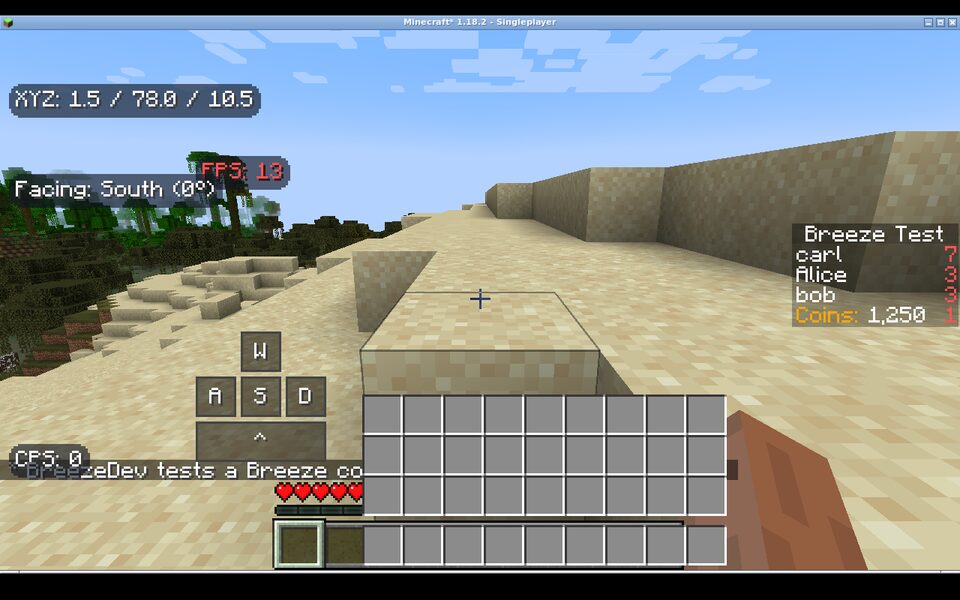 Minecraft* 1.18.2 - Singleplayer
XYZ: 1.5 / 78.0 / 10.5
FPS: 13
Facing: South (0°)
Breeze Test
carl 7
Alice 3
bob 3
Coins: 1,250 1
W
A S D
^
CPS: 0
BreezeDev tests a Breeze co